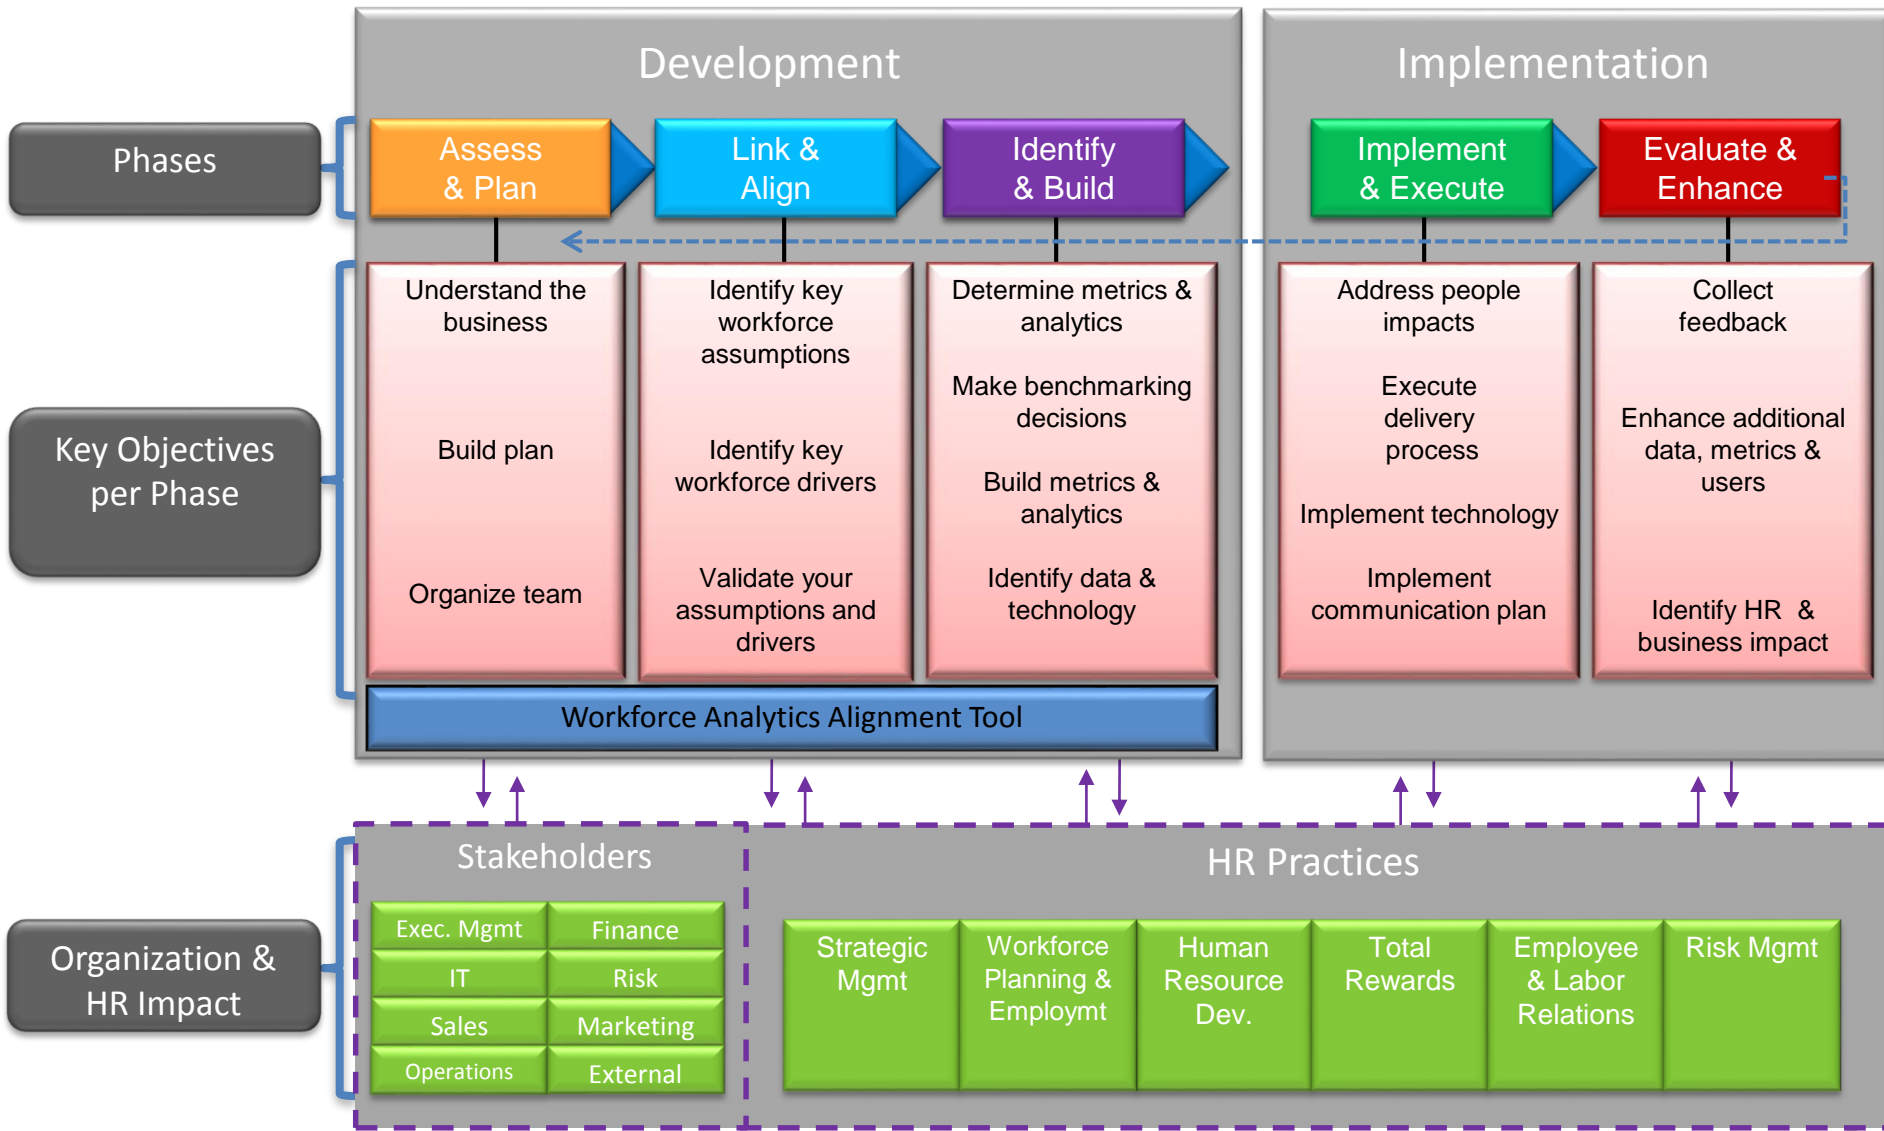 Development
Implementation
Phases
Assess
& Plan
Link &
Align
Identify
& Build
Implement
& Execute
Evaluate &
Enhance
Key Objectives
per Phase
Understand the
business
Build plan
Organize team
Identify key
workforce
assumptions
Identify key
workforce drivers
Validate your
assumptions and
drivers
Determine metrics &
analytics
Make benchmarking
decisions
Build metrics &
analytics
Identify data &
technology
Address people
impacts
Execute
delivery
process
Implement technology
Implement
communication plan
Collect
feedback
Enhance additional
data, metrics &
users
Identify HR  &
business impact
Workforce Analytics Alignment Tool
Organization &
HR Impact
Stakeholders
Exec. Mgmt
Finance
IT
Risk
Sales
Marketing
Operations
External
HR Practices
Strategic
Mgmt
Workforce
Planning &
Employmt
Human
Resource
Dev.
Total
Rewards
Employee
& Labor
Relations
Risk Mgmt